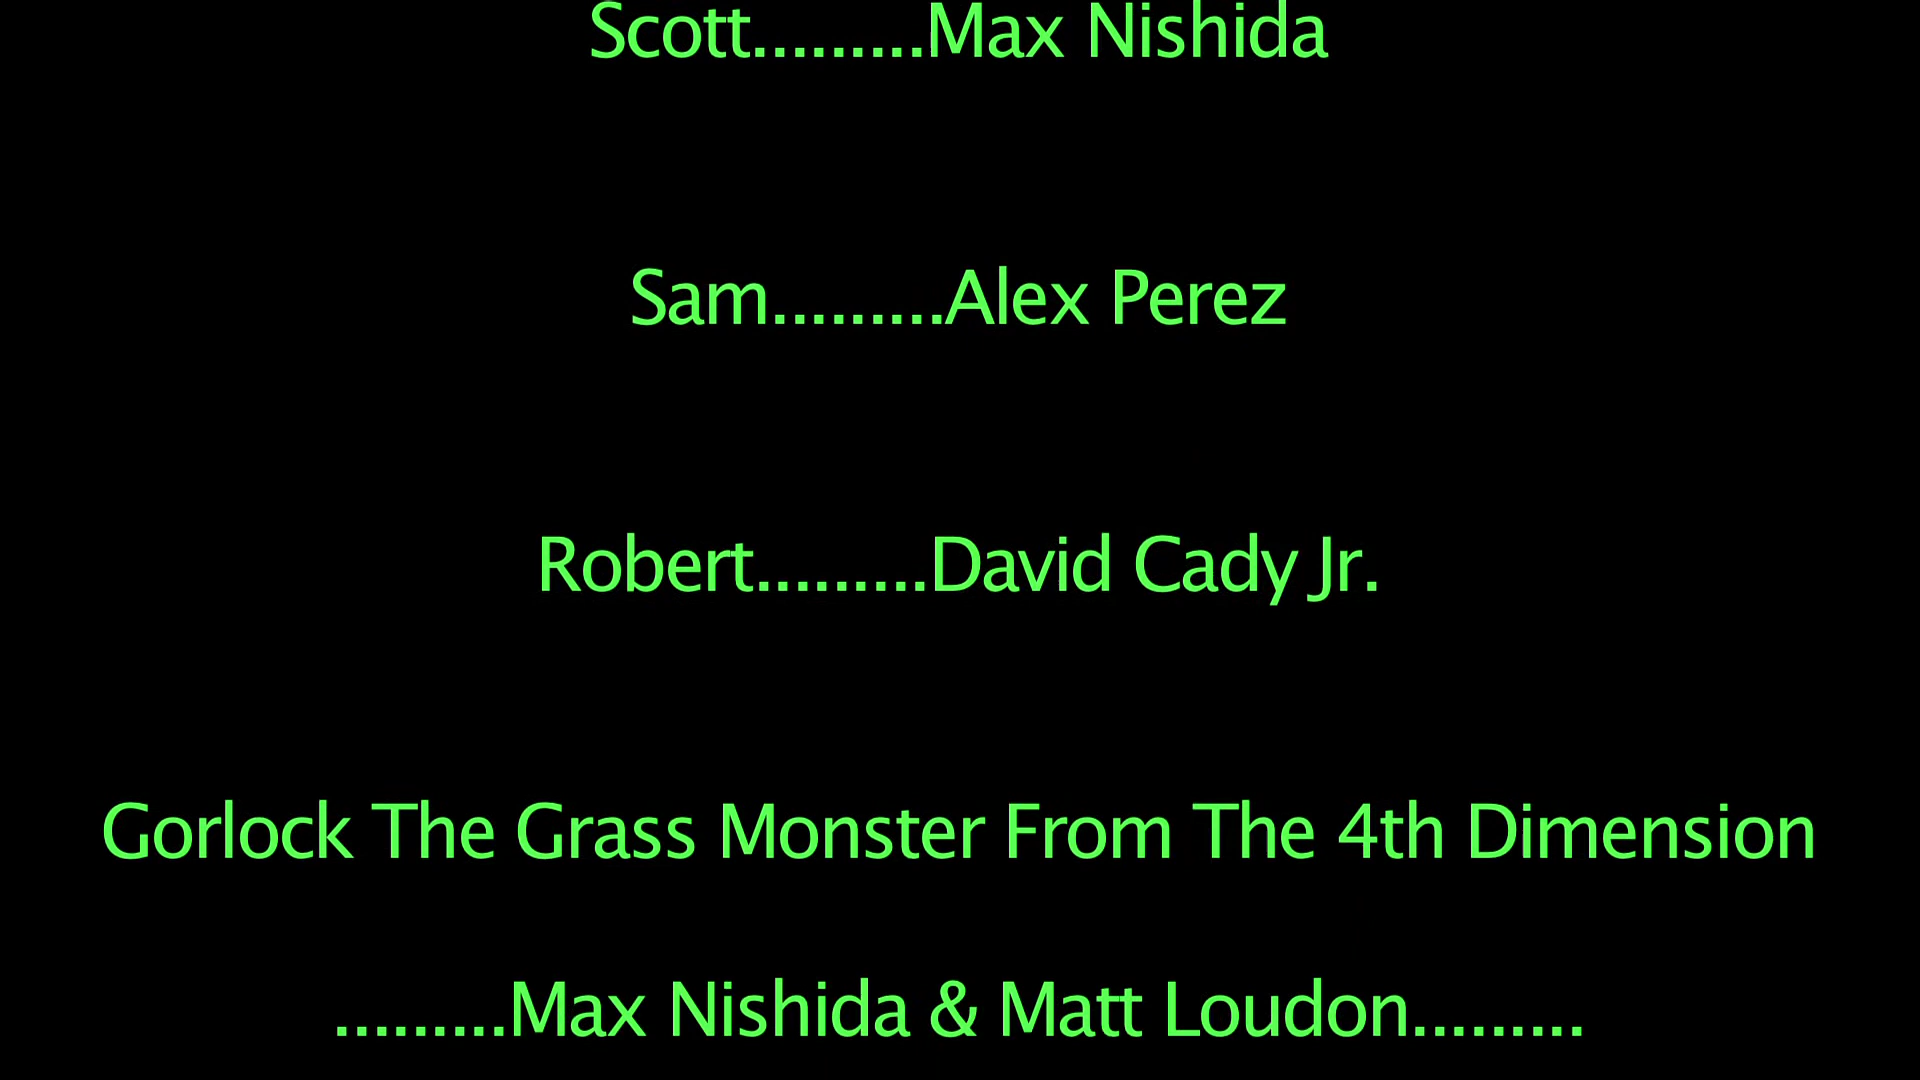 Scott.........Max Nishida
Sam.........Alex Perez
Robert.........David Cady Jr.
Gorlock The Grass Monster From The 4th Dimension
.........Max Nishida & Matt Loudon.........